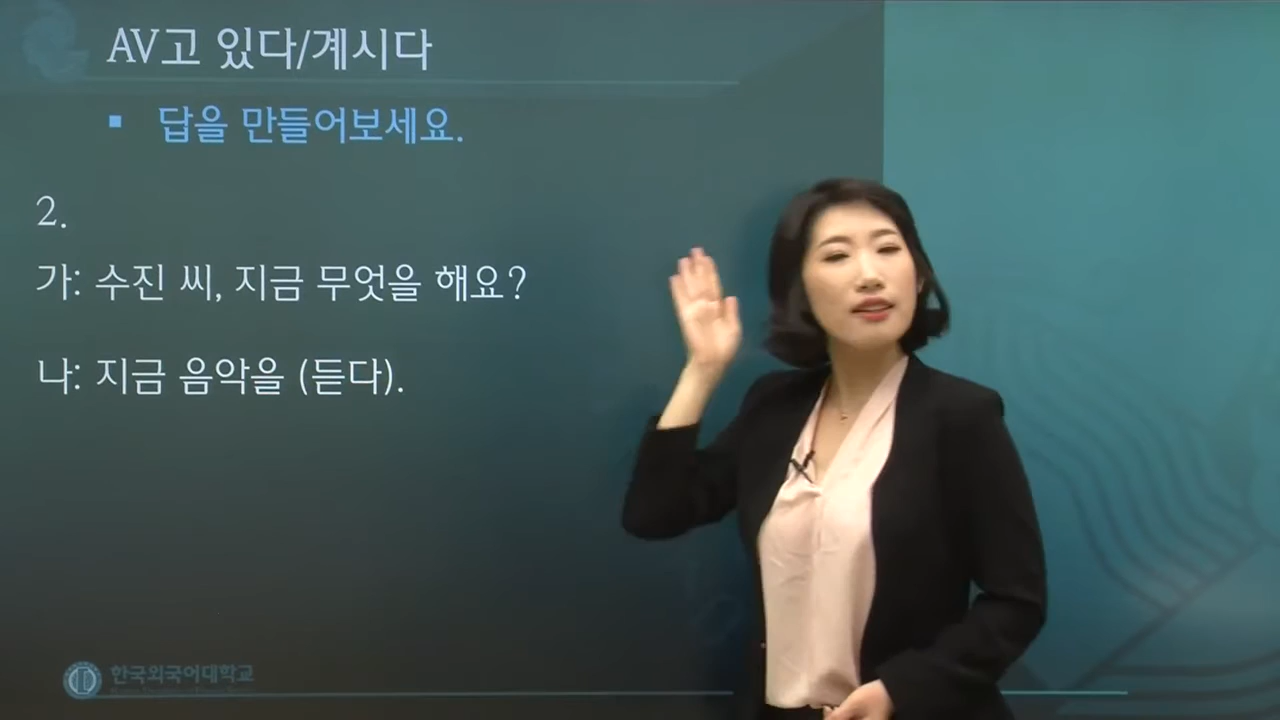 AV고 있다/계시다
▪ 답을 만들어보세요.
2.
가: 수진 씨, 지금 무엇을 해요?
나: 지금 음악을 (듣다).
한국외국어대학교